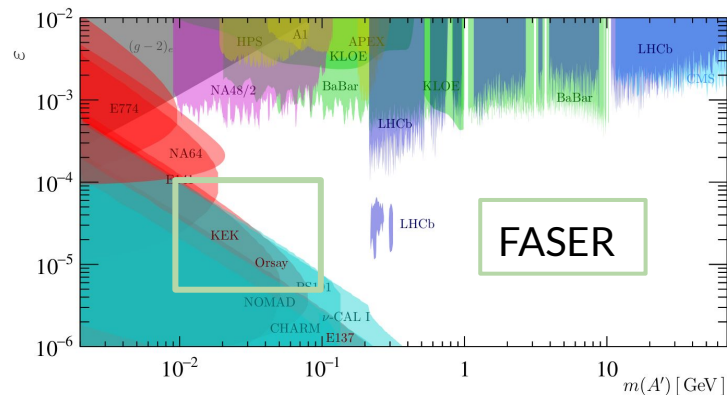 10⁻²
ε
(g − 2)ₑ
HPS
A1
APEX
KLOE
NA48/2
BaBar
KLOE
LHCb
CMS
BaBar
10⁻³
E774
LHCb
NA64
10⁻⁴
KEK
LHCb
FASER
10⁻⁵
Orsay
NOMAD
ν-CAL I
CHARM
E137
10⁻⁶
10⁻²
10⁻¹
1
10
m(A′) [ GeV ]